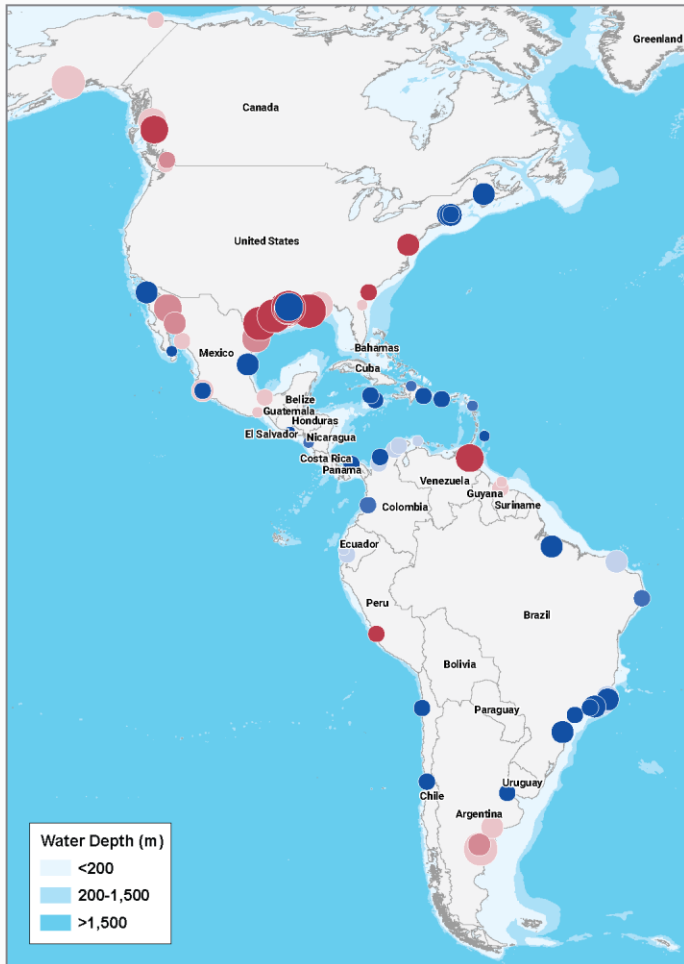 Greenland
Canada
United States
Bahamas
Cuba
Mexico
Belize
Guatemala
Honduras
El Salvador
Nicaragua
Costa Rica
Panama
Venezuela
Guyana
Suriname
Colombia
Ecuador
Peru
Brazil
Bolivia
Paraguay
Uruguay
Chile
Argentina
Water Depth (m)
<200
200-1,500
>1,500